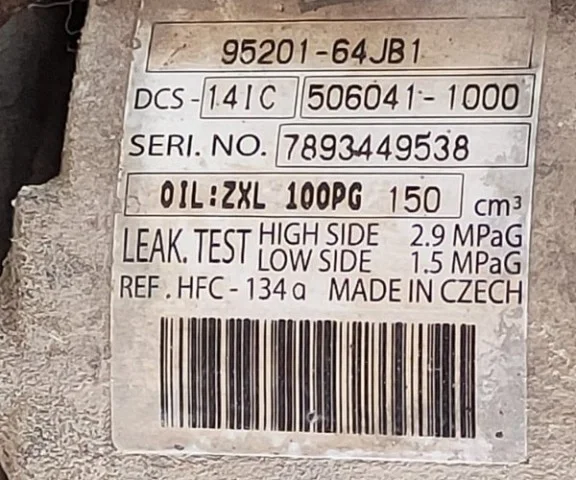 95201-64JB1
DCS - 14IC 506041-1000
SERI. NO. 7893449538
OIL:ZXL 100PG 150 cm³
LEAK. TEST HIGH SIDE 2.9 MPaG
LOW SIDE 1.5 MPaG
REF . HFC - 134a MADE IN CZECH